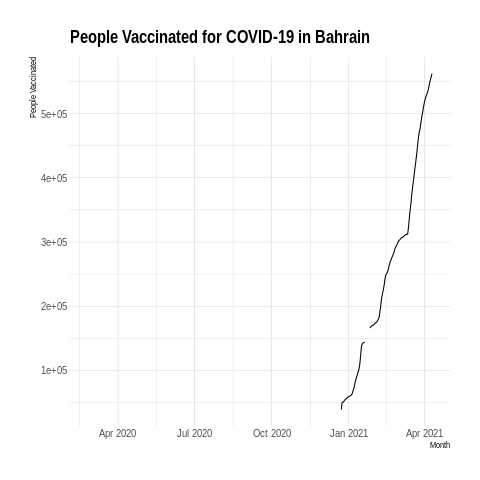 People Vaccinated for COVID-19 in Bahrain
People Vaccinated
5e+05
4e+05
3e+05
2e+05
1e+05
Apr 2020 Jul 2020 Oct 2020 Jan 2021 Apr 2021
Month